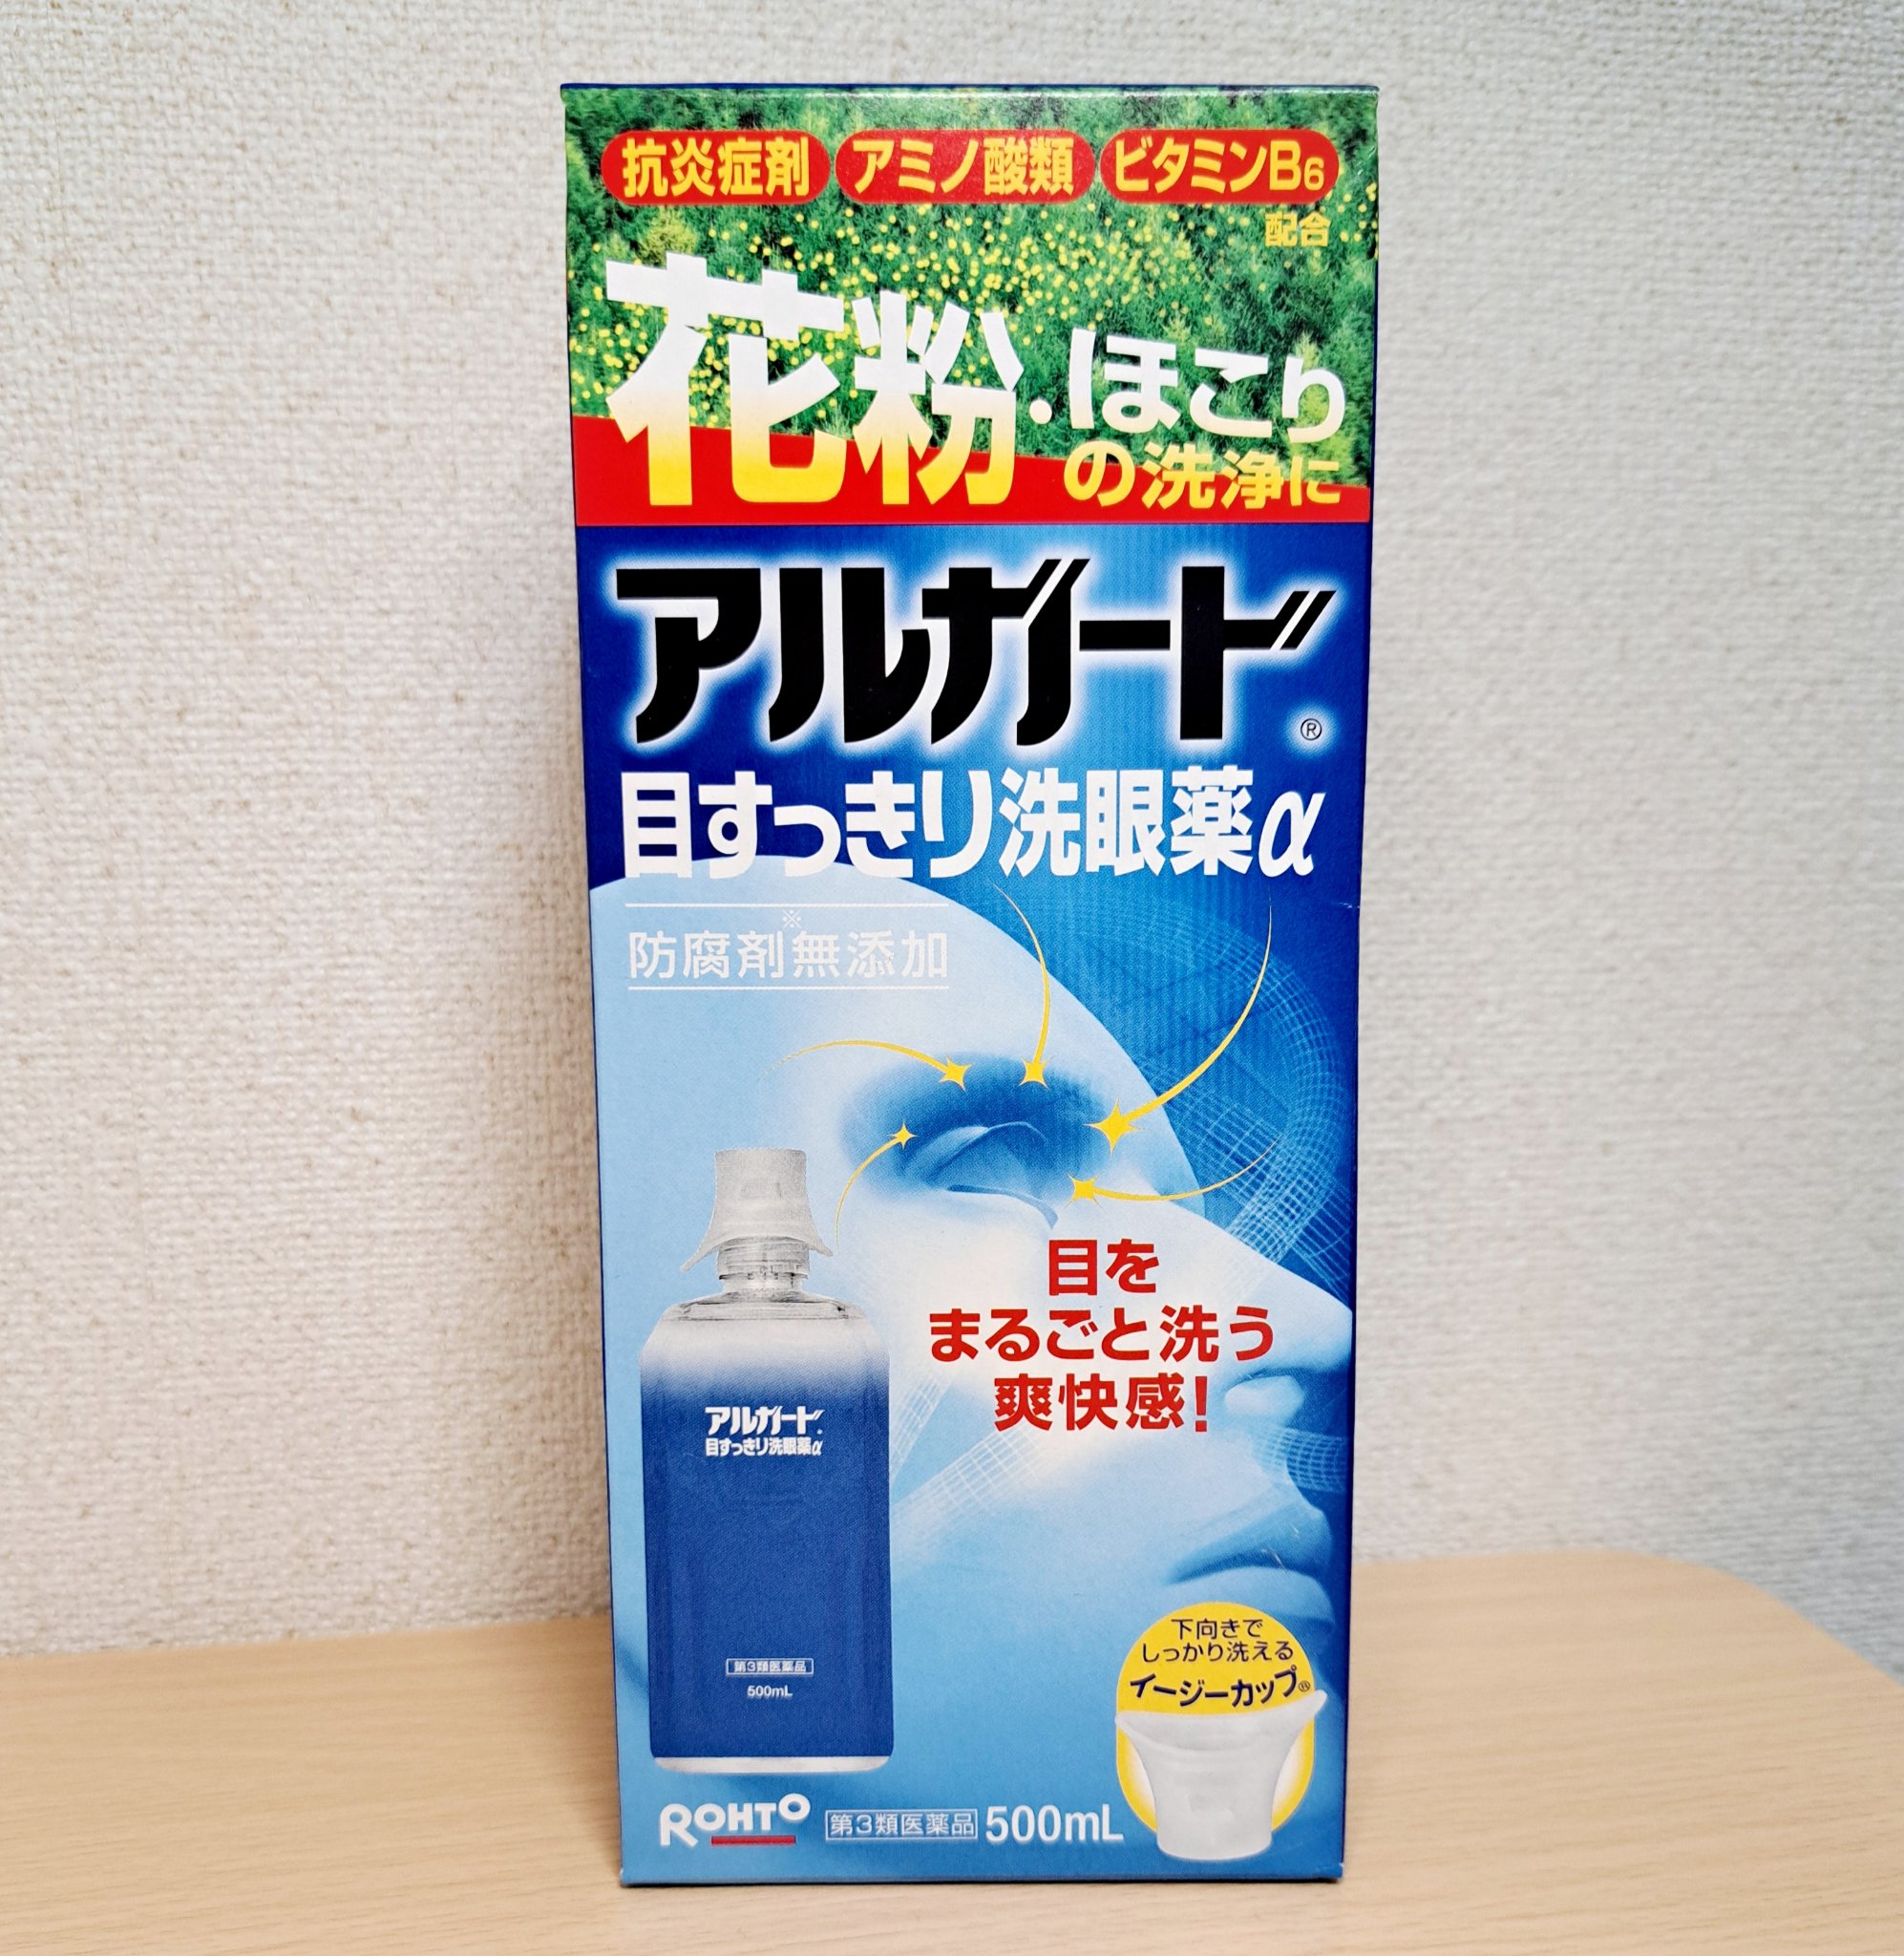 抗炎症剤 アミノ酸類 ビタミンB6
配合
花粉・ほこり
の洗浄に
アルガード®
目すっきり洗眼薬α
防腐剤※無添加
目を
まるごと洗う
爽快感!
アルガード®
目すっきり洗眼薬α
第3類医薬品
500mL
下向きで
しっかり洗える
イージーカップ®
ROHTO 第3類医薬品 500mL